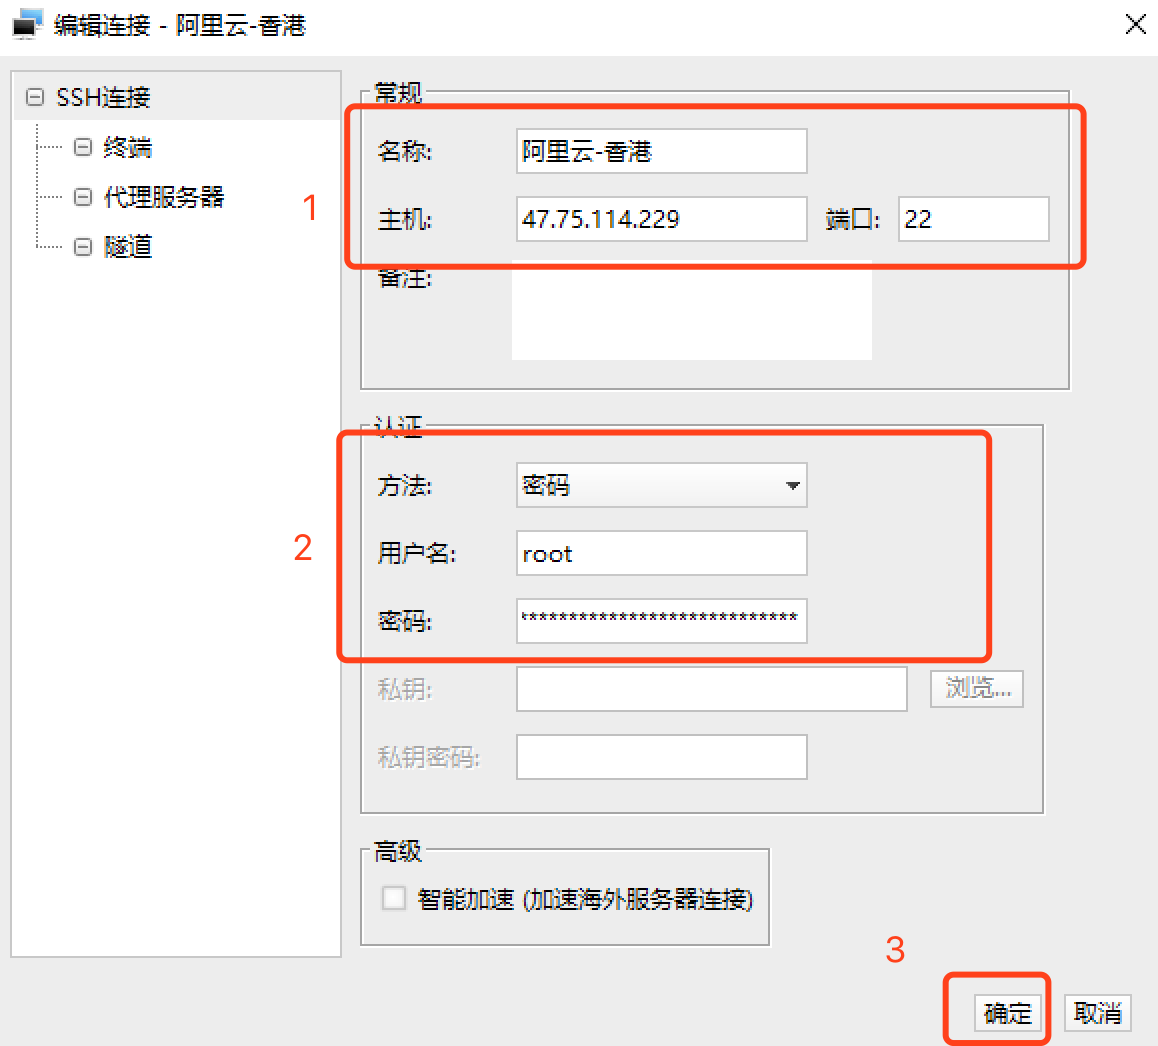 编辑连接 - 阿里云-香港
SSH连接
终端
代理服务器
隧道
常规
1
名称: 阿里云-香港
主机: 47.75.114.229 端口: 22
备注:
认证
2
方法: 密码
用户名: root
密码: ****************************
私钥: 浏览...
私钥密码:
高级
智能加速 (加速海外服务器连接)
3
确定 取消